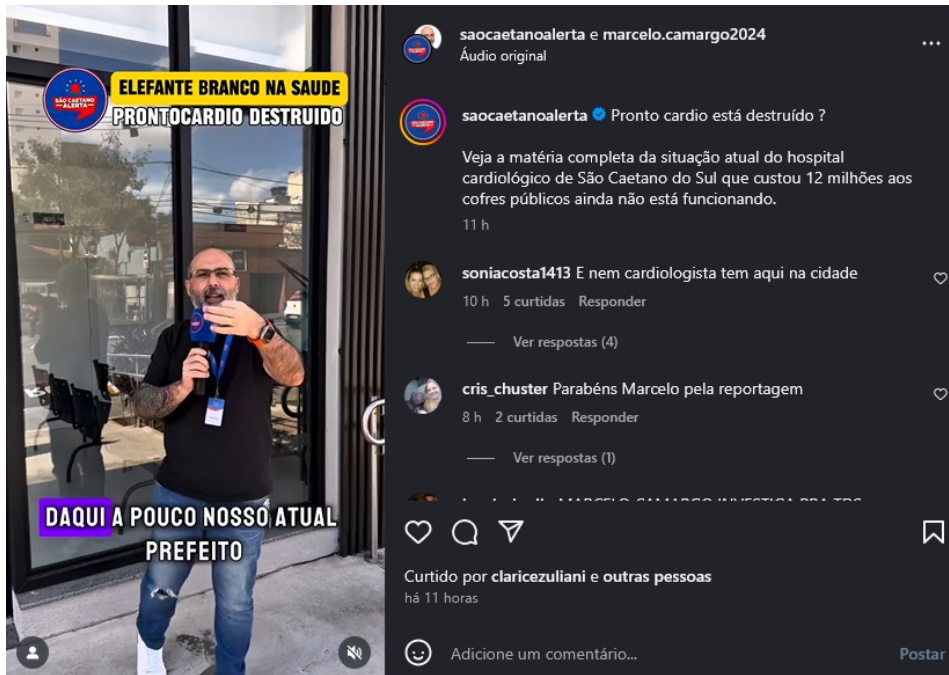 SÃO CAETANO
ALERTA
ELEFANTE BRANCO NA SAUDE
PRONTOCARDIO DESTRUIDO
DAQUI A POUCO NOSSO ATUAL
PREFEITO
saocaetanoalerta e marcelo.camargo2024
Áudio original
saocaetanoalerta Pronto cardio está destruído ?
Veja a matéria completa da situação atual do hospital
cardiológico de São Caetano do Sul que custou 12 milhões aos
cofres públicos ainda não está funcionando.
11 h
soniacosta1413 E nem cardiologista tem aqui na cidade
10 h 5 curtidas Responder
Ver respostas (4)
cris_chuster Parabéns Marcelo pela reportagem
8 h 2 curtidas Responder
Ver respostas (1)
Curtido por claricezuliani e outras pessoas
há 11 horas
Adicione um comentário...
Postar